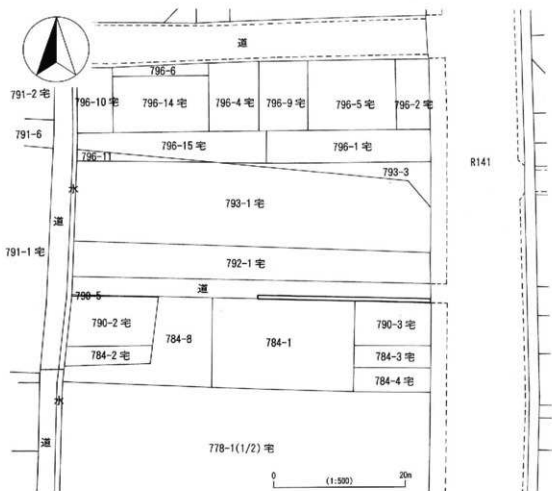 道
796-6
791-2 宅
796-10 宅
796-14 宅
796-4 宅
796-9 宅
796-5 宅
796-2 宅
791-6
796-15 宅
796-1 宅
796-11
793-3
R141
水
793-1 宅
道
791-1 宅
792-1 宅
道
790-5
790-2 宅
784-8
784-1
790-3 宅
784-2 宅
784-3 宅
784-4 宅
水
道
778-1(1/2) 宅
0 (1:500) 20m